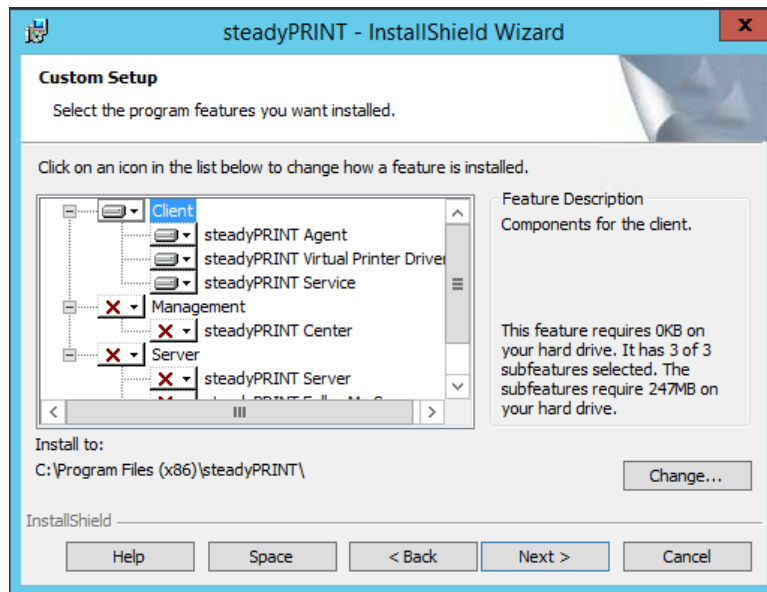 steadyPRINT - InstallShield Wizard
x
Custom Setup
Select the program features you want installed.
Click on an icon in the list below to change how a feature is installed.
Client
steadyPRINT Agent
steadyPRINT Virtual Printer Driver
steadyPRINT Service
Management
steadyPRINT Center
Server
steadyPRINT Server
Feature Description
Components for the client.
This feature requires 0KB on
your hard drive. It has 3 of 3
subfeatures selected. The
subfeatures require 247MB on
your hard drive.
Install to:
C:\Program Files (x86)\steadyPRINT\
Change...
InstallShield
Help
Space
< Back
Next >
Cancel